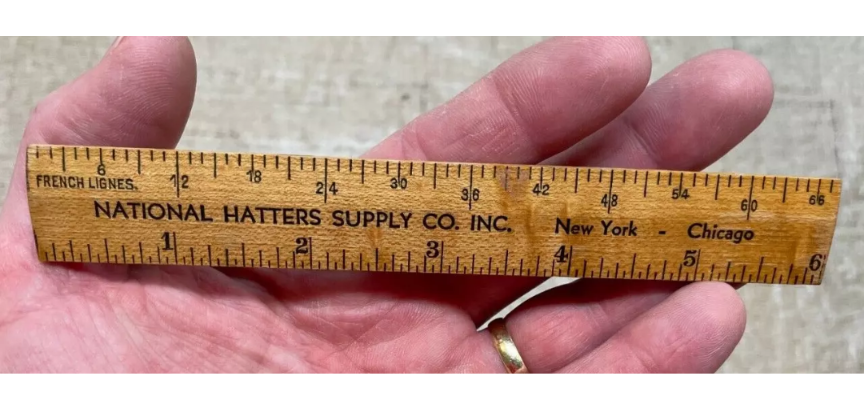 6 12 18 24 30 36 42 48 54 60 66
FRENCH LIGNES.
NATIONAL HATTERS SUPPLY CO. INC. New York - Chicago
1 2 3 4 5 6